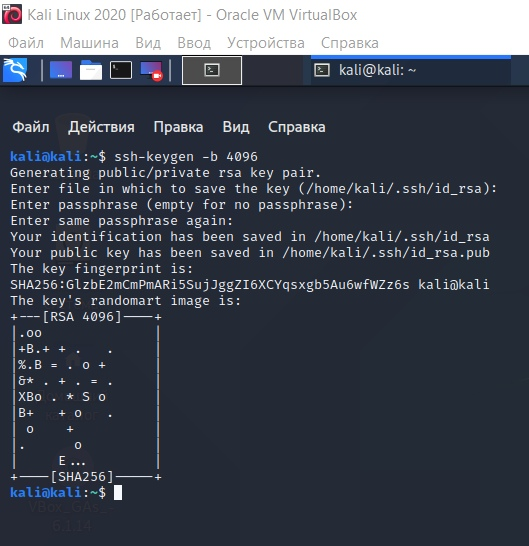 Kali Linux 2020 [Работает] - Oracle VM VirtualBox
Файл Машина Вид Ввод Устройства Справка
kali@kali: ~
Файл Действия Правка Вид Справка
kali@kali:~$ ssh-keygen -b 4096
Generating public/private rsa key pair.
Enter file in which to save the key (/home/kali/.ssh/id_rsa):
Enter passphrase (empty for no passphrase):
Enter same passphrase again:
Your identification has been saved in /home/kali/.ssh/id_rsa
Your public key has been saved in /home/kali/.ssh/id_rsa.pub
The key fingerprint is:
SHA256:GlzbE2mCmPmARi5SujJggZI6XCYqsxgb5Au6wfWZz6s kali@kali
The key's randomart image is:
+---[RSA 4096]----+
|.oo              |
|+B.+ + .   .     |
|%.B = . o +      |
|&* . + . = .     |
|XBo . * S o      |
|B+   + o   .     |
| o    +          |
|.      o         |
|     E...        |
+----[SHA256]-----+
kali@kali:~$
VBox_GAs_
6.1.14